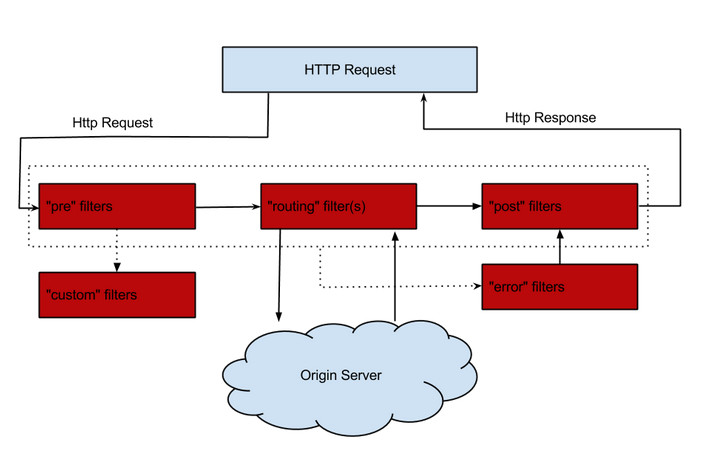 HTTP Request
Http Request
Http Response
"pre" filters
"routing" filter(s)
"post" filters
"custom" filters
"error" filters
Origin Server